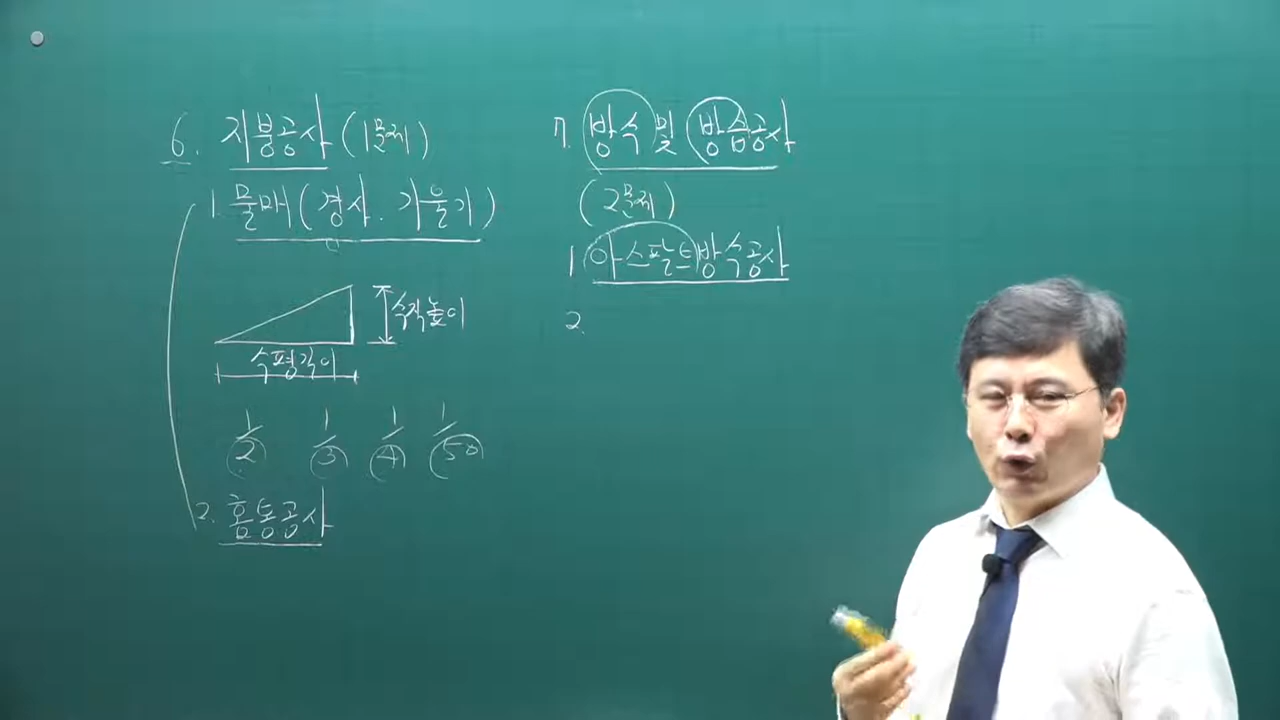 6. 지붕공사 (1문제)
1. 물매 (경사. 기울기)
수직높이
수평길이
1/2 1/3 1/4 1/50
2. 홈통공사
7. 방수 및 방습공사
(2문제)
1 아스팔트방수공사
2.